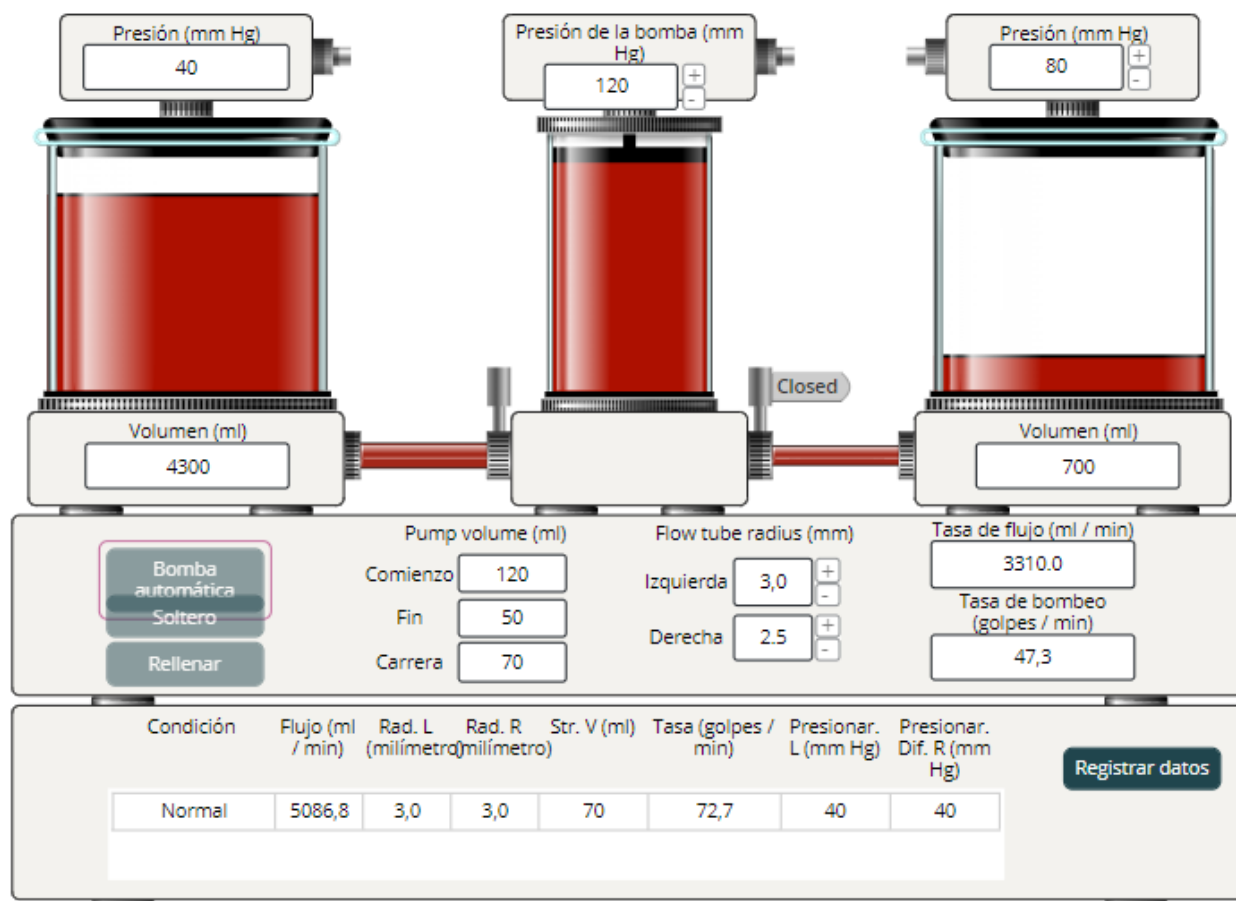 Presión (mm Hg)
40
Presión de la bomba (mm
Hg)
120
+
-
Presión (mm Hg)
80
+
-
Closed
Volumen (ml)
4300
Volumen (ml)
700
Bomba
automática
Soltero
Rellenar
Pump volume (ml)
Comienzo 120
Fin 50
Carrera 70
Flow tube radius (mm)
Izquierda 3,0 + -
Derecha 2.5 + -
Tasa de flujo (ml / min)
3310.0
Tasa de bombeo
(golpes / min)
47,3
Condición Flujo (ml / min) Rad. L (milímetro) Rad. R (milímetro) Str. V (ml) Tasa (golpes / min) Presionar. L (mm Hg) Presionar. Dif. R (mm Hg)
Normal 5086,8 3,0 3,0 70 72,7 40 40
Registrar datos